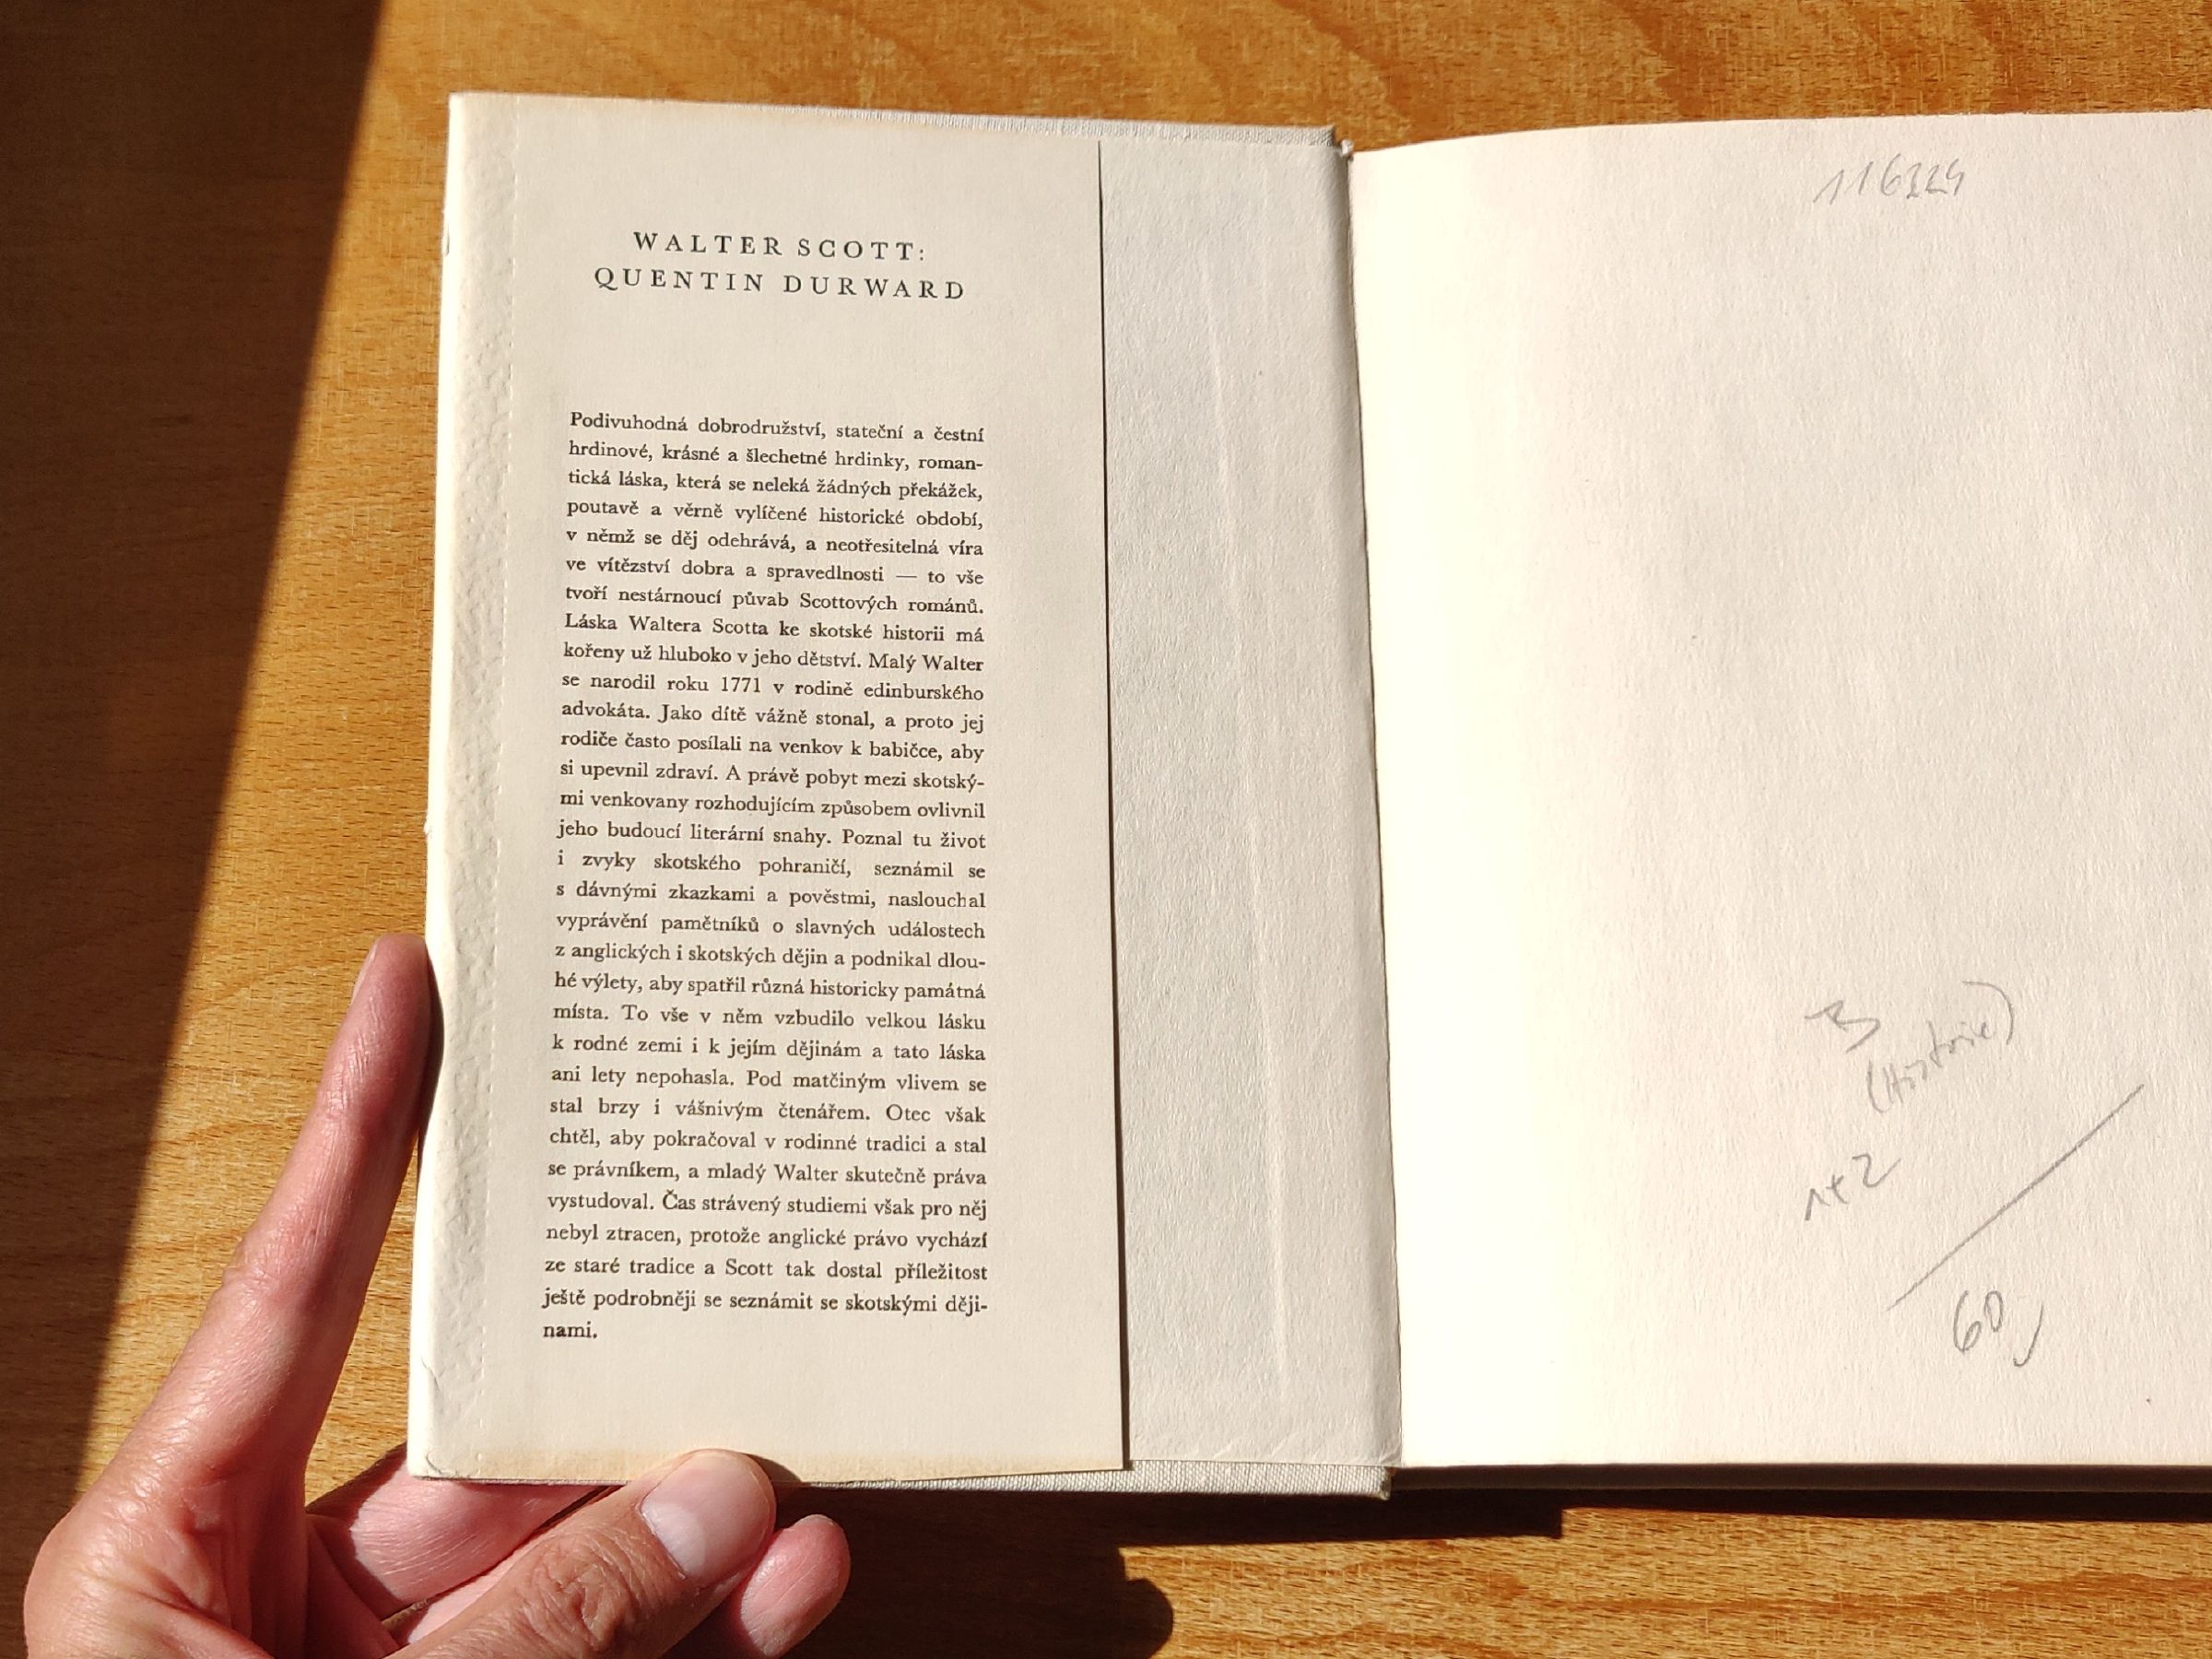 WALTER SCOTT:
QUENTIN DURWARD
Podivuhodná dobrodružství, stateční a čestní
hrdinové, krásné a šlechetné hrdinky, roman-
tická láska, která se neleká žádných překážek,
poutavě a věrně vylíčené historické období,
v němž se děj odehrává, a neotřesitelná víra
ve vítězství dobra a spravedlnosti — to vše
tvoří nestárnoucí půvab Scottových románů.
Láska Waltera Scotta ke skotské historii má
kořeny už hluboko v jeho dětství. Malý Walter
se narodil roku 1771 v rodině edinburského
advokáta. Jako dítě vážně stonal, a proto jej
rodiče často posílali na venkov k babičce, aby
si upevnil zdraví. A právě pobyt mezi skotský-
mi venkovany rozhodujícím způsobem ovlivnil
jeho budoucí literární snahy. Poznal tu život
i zvyky skotského pohraničí, seznámil se
s dávnými zkazkami a pověstmi, naslouchal
vyprávění pamětníků o slavných událostech
z anglických i skotských dějin a podnikal dlou-
hé výlety, aby spatřil různá historicky památná
místa. To vše v něm vzbudilo velkou lásku
k rodné zemi i k jejím dějinám a tato láska
ani lety nepohasla. Pod matčiným vlivem se
stal brzy i vášnivým čtenářem. Otec však
chtěl, aby pokračoval v rodinné tradici a stal
se právníkem, a mladý Walter skutečně práva
vystudoval. Čas strávený studiemi však pro něj
nebyl ztracen, protože anglické právo vychází
ze staré tradice a Scott tak dostal příležitost
ještě podrobněji se seznámit se skotskými ději-
nami.
(Historie)
1+2
60,